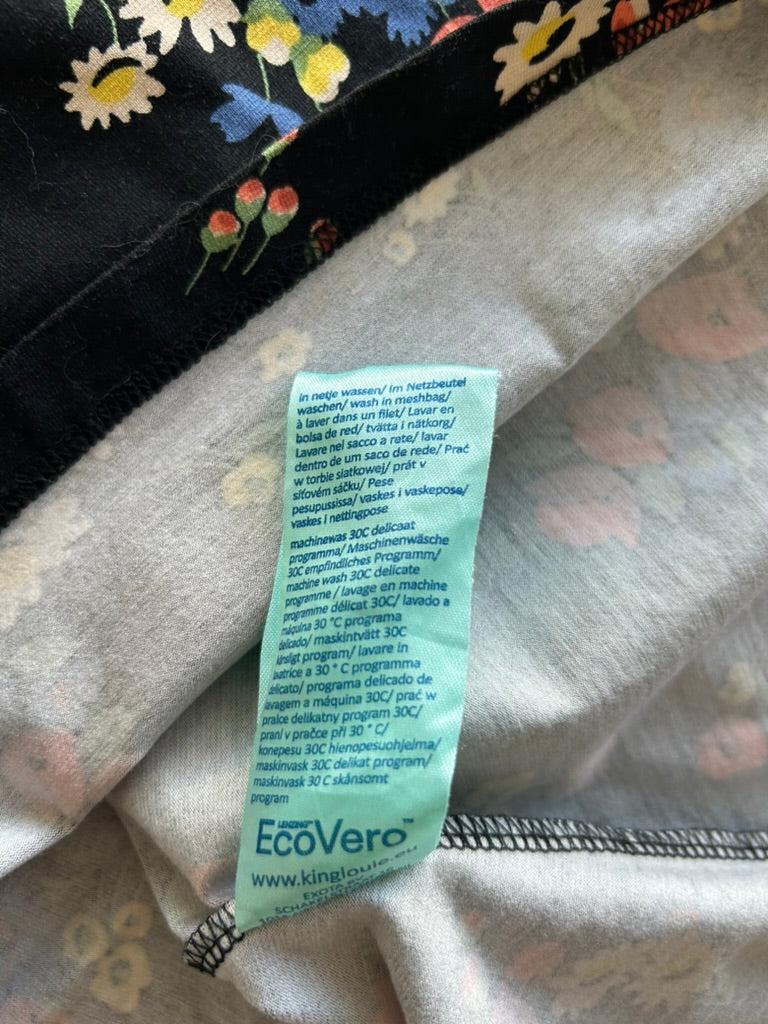 In netje wassen/ Im Netzbeutel
waschen/ wash in meshbag/
à laver dans un filet/ Lavar en
bolsa de red/ tvätta i nätkorg/
Lavare nel sacco a rete/ lavar
dentro de um saco de rede/ Prać
w torbie siatkowej/ prát v
síťovém sáčku/ Pese
pesupussissa/ vaskes i vaskepose/
vaskes i nettingpose
machinewas 30C delicaat
programma/ Maschinenwäsche
30C empfindliches Programm/
machine wash 30C delicate
programme / lavage en machine
programme délicat 30C/ lavado a
máquina 30 °C programa
delicado/ maskintvätt 30C
program/ lavare in
a 30 ° C programma
delicato/ programa delicado de
lavagem a máquina 30C/ prać w
pralce delikatny program 30C/
praní v pračce při 30 ° C/
konepesu 30C hienopesuohjelma/
maskinvask 30C delikat program/
maskinvask 30 C skånsomt
program
LENZING™
EcoVero™
www.kinglouie.eu